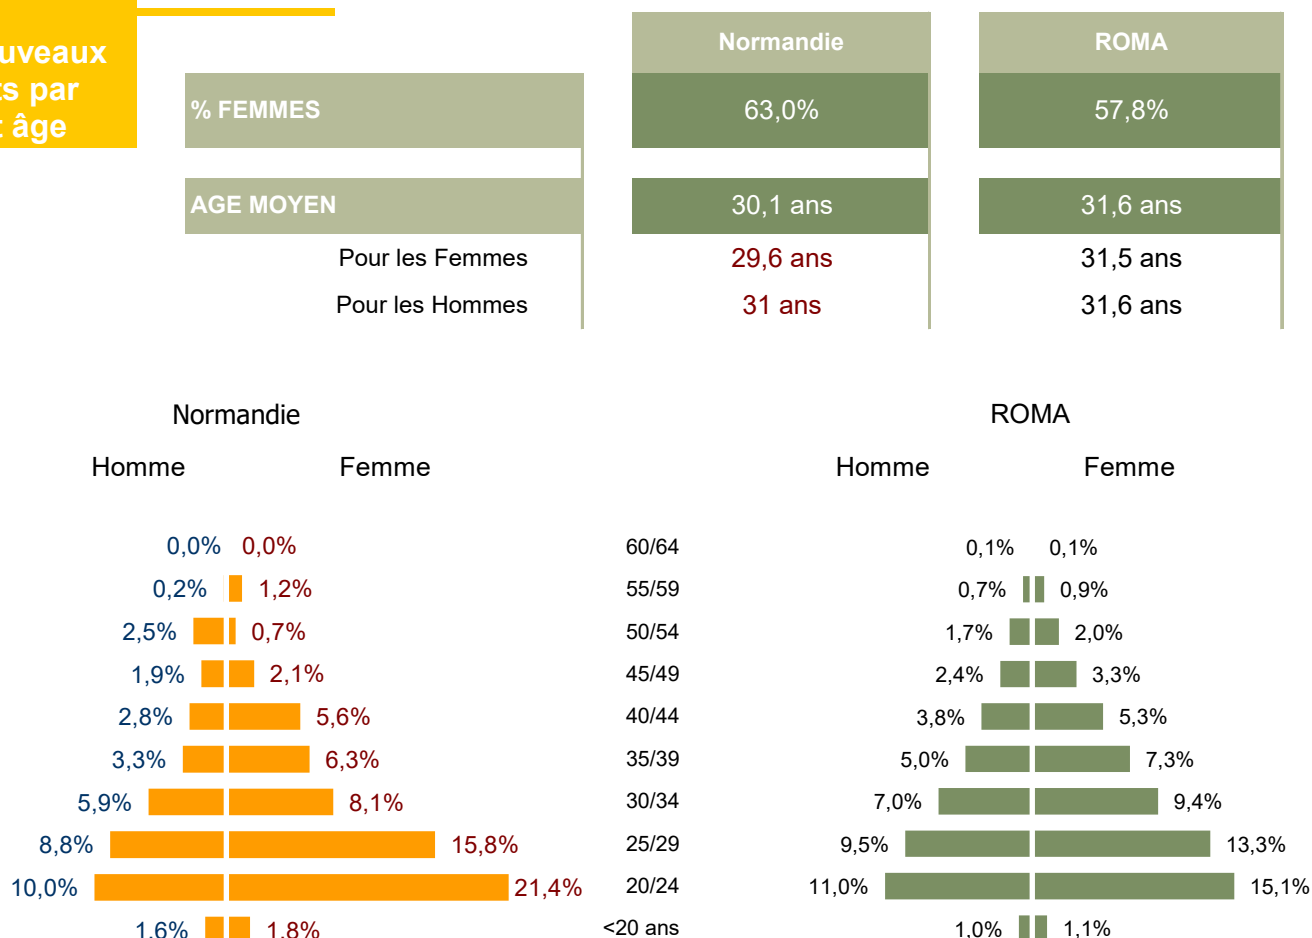 Normandie ROMA
par
âge
% FEMMES 63,0% 57,8%
AGE MOYEN 30,1 ans 31,6 ans
Pour les Femmes 29,6 ans 31,5 ans
Pour les Hommes 31 ans 31,6 ans
Normandie ROMA
Homme Femme Homme Femme
0,0% 0,0% 60/64 0,1% 0,1%
0,2% 1,2% 55/59 0,7% 0,9%
2,5% 0,7% 50/54 1,7% 2,0%
1,9% 2,1% 45/49 2,4% 3,3%
2,8% 5,6% 40/44 3,8% 5,3%
3,3% 6,3% 35/39 5,0% 7,3%
5,9% 8,1% 30/34 7,0% 9,4%
8,8% 15,8% 25/29 9,5% 13,3%
10,0% 21,4% 20/24 11,0% 15,1%
1,6% 1,8% <20 ans 1,0% 1,1%